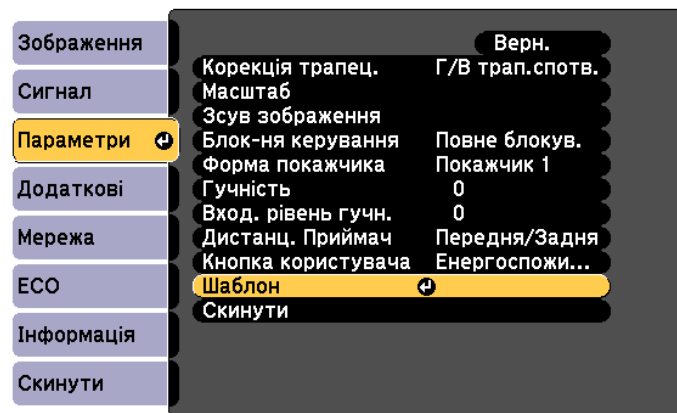 Зображення
Сигнал
Параметри
Додаткові
Мережа
ECO
Інформація
Скинути
Верн.
Корекція трапец. Г/В трап.спотв.
Масштаб
Зсув зображення
Блок-ня керування Повне блокув.
Форма покажчика Покажчик 1
Гучність 0
Вход. рівень гучн. 0
Дистанц. Приймач Передня/Задня
Кнопка користувача Енергоспожи...
Шаблон
Скинути